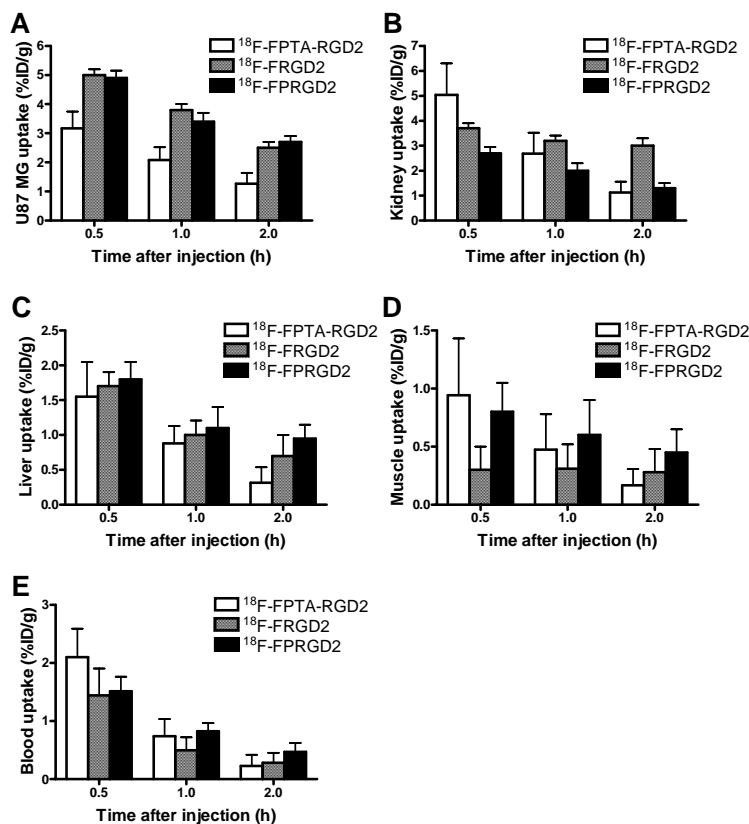 A
U87 MG uptake (%ID/g)
6
5
4
3
2
1
0
18F-FPTA-RGD2
18F-FRGD2
18F-FPRGD2
0.5 1.0 2.0
Time after injection (h)
B
Kidney uptake (%ID/g)
7
6
5
4
3
2
1
0
18F-FPTA-RGD2
18F-FRGD2
18F-FPRGD2
0.5 1.0 2.0
Time after injection (h)
C
Liver uptake (%ID/g)
2.5
2.0
1.5
1.0
0.5
0.0
18F-FPTA-RGD2
18F-FRGD2
18F-FPRGD2
0.5 1.0 2.0
Time after injection (h)
D
Muscle uptake (%ID/g)
1.5
1.0
0.5
0.0
18F-FPTA-RGD2
18F-FRGD2
18F-FPRGD2
0.5 1.0 2.0
Time after injection (h)
E
Blood uptake (%ID/g)
3
2
1
0
18F-FPTA-RGD2
18F-FRGD2
18F-FPRGD2
0.5 1.0 2.0
Time after injection (h)